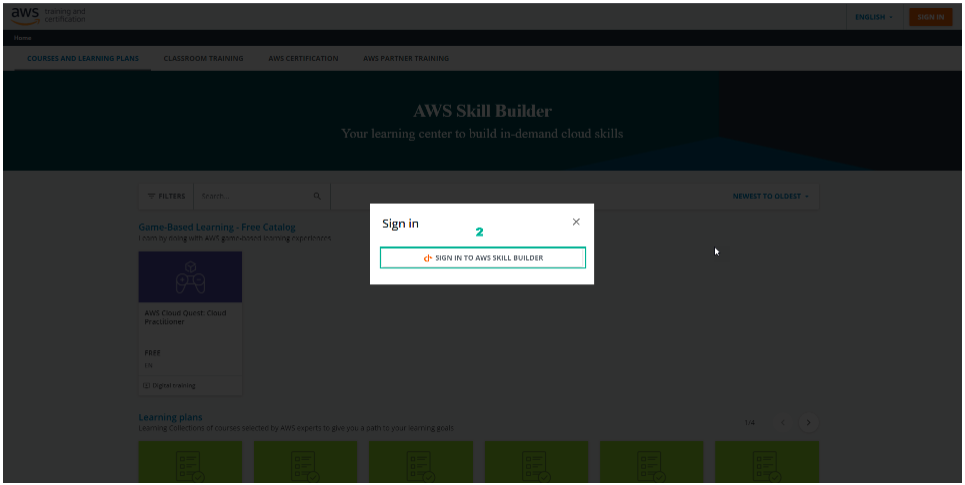 aws training and
certification
ENGLISH
SIGN IN
Home
COURSES AND LEARNING PLANS
CLASSROOM TRAINING
AWS CERTIFICATION
AWS PARTNER TRAINING
AWS Skill Builder
Your learning center to build in-demand cloud skills
FILTERS
Search...
NEWEST TO OLDEST
Sign in
2
SIGN IN TO AWS SKILL BUILDER
Game-Based Learning - Free Catalog
Learn by doing with AWS game-based learning experiences
AWS Cloud Quest: Cloud
Practitioner
FREE
EN
Digital training
Learning plans
Learning Collections of courses selected by AWS experts to give you a path to your learning goals
1/4